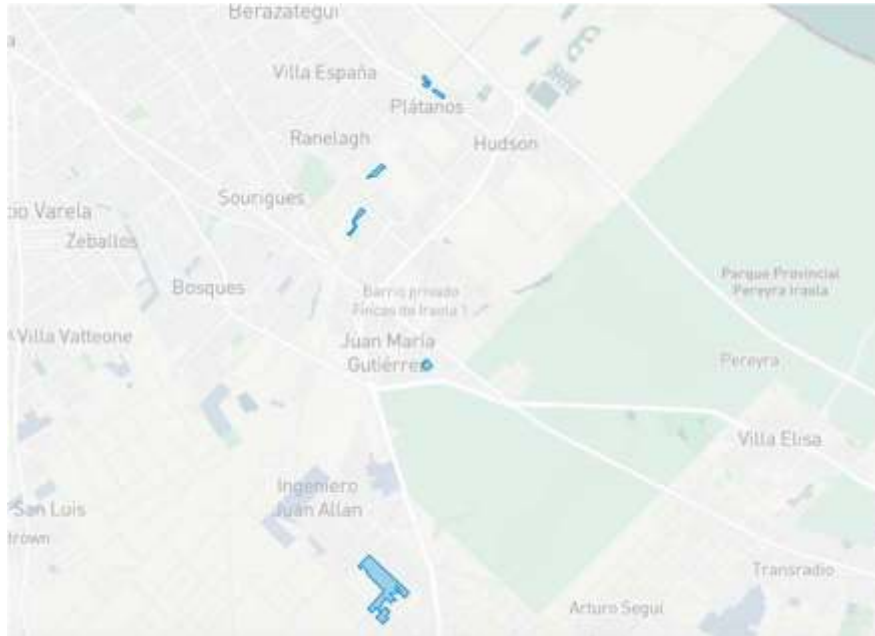 Berazategui
Villa España
Plátanos
Ranelagh
Hudson
Sourigues
cio Varela
Zeballos
Bosques
Parque Provincial
Pereyra Iraola
Barrio privado
Fincas de Iraola 1
Villa Vatteone
Juan María
Gutiérrez
Pereyra
Villa Elisa
Ingeniero
Juan Allan
San Luis
Transradio
Arturo Seguí